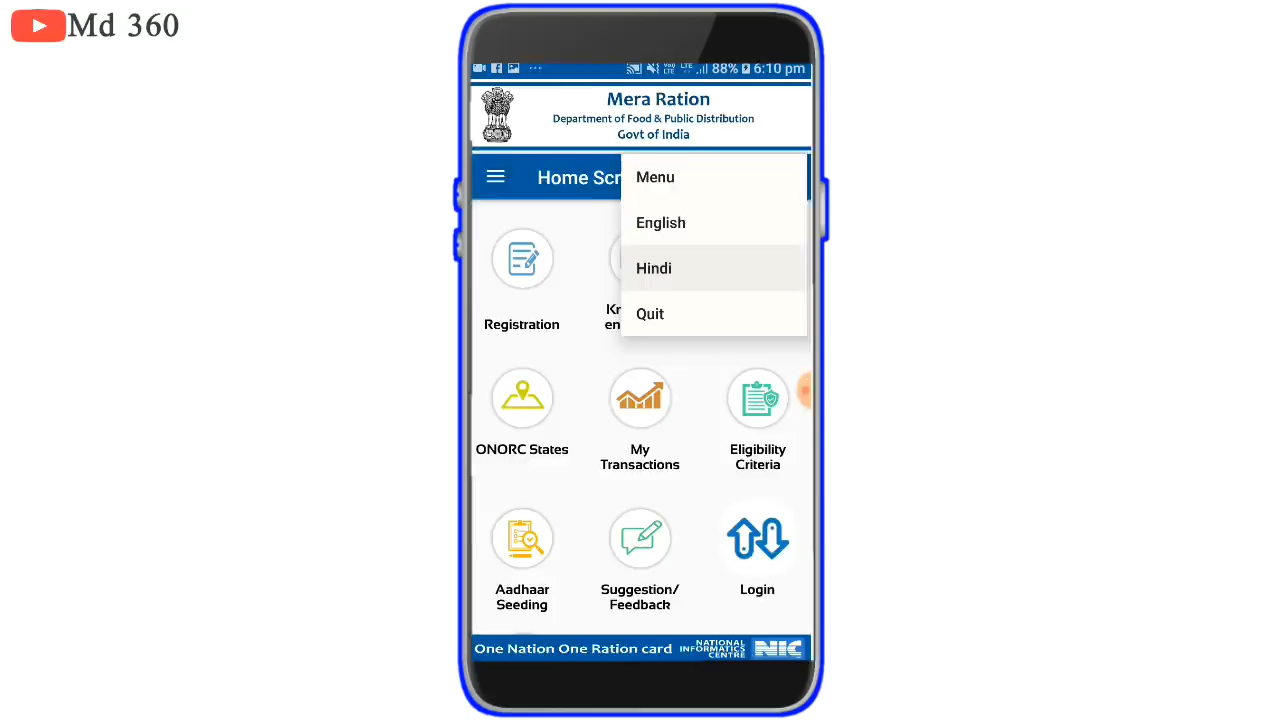 Md 360
88% 6:10 pm
Mera Ration
Department of Food & Public Distribution
Govt of India
Home Scr
Menu
English
Hindi
Quit
Registration
Kr
en
ONORC States
My
Transactions
Eligibility
Criteria
Aadhaar
Seeding
Suggestion/
Feedback
Login
One Nation One Ration card
NATIONAL
INFORMATICS
CENTRE
NIC